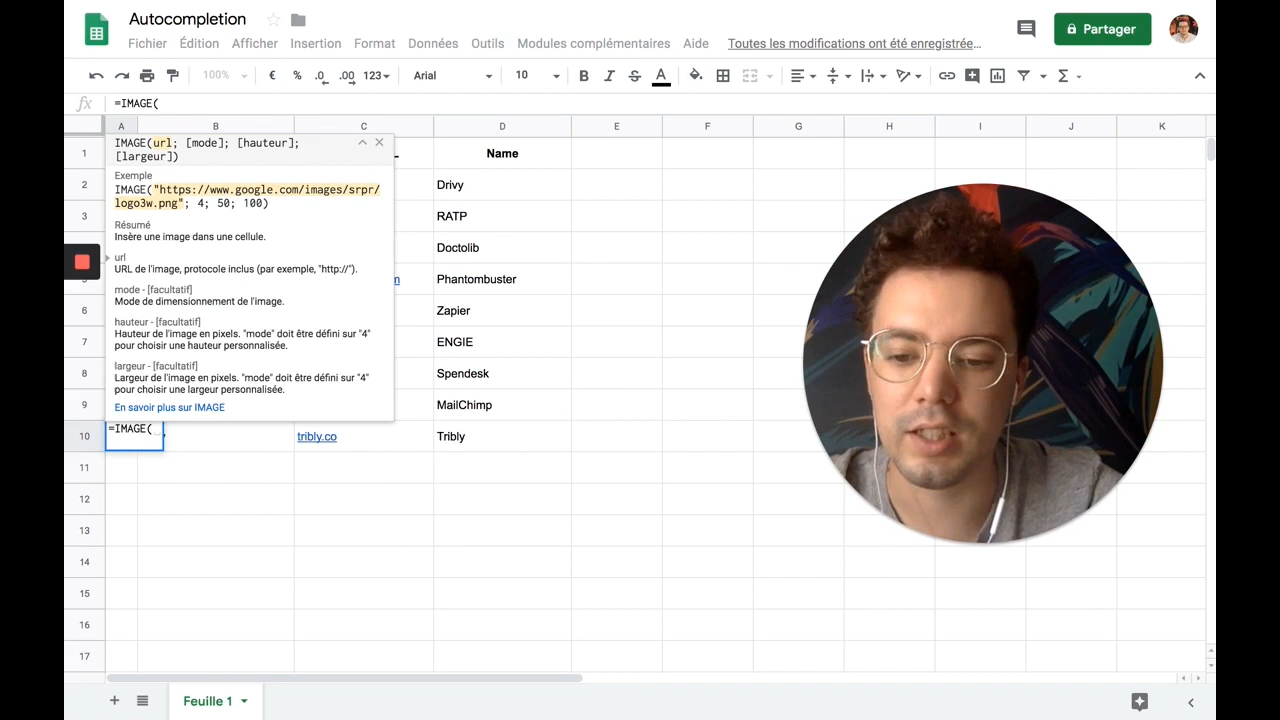 Autocompletion
Fichier Édition Afficher Insertion Format Données Outils Modules complémentaires Aide Toutes les modifications ont été enregistrée…
Partager
100% € % .0 .00 123 Arial 10 B I S A Σ
fx =IMAGE(
A B C D E F G H I J K
IMAGE(url; [mode]; [hauteur];
[largeur])
Exemple
IMAGE("https://www.google.com/images/srpr/
logo3w.png"; 4; 50; 100)
Résumé
Insère une image dans une cellule.
url
URL de l'image, protocole inclus (par exemple, "http://").
mode - [facultatif]
Mode de dimensionnement de l'image.
hauteur - [facultatif]
Hauteur de l'image en pixels. "mode" doit être défini sur "4"
pour choisir une hauteur personnalisée.
largeur - [facultatif]
Largeur de l'image en pixels. "mode" doit être défini sur "4"
pour choisir une largeur personnalisée.
En savoir plus sur IMAGE
1 Name
2 Drivy
3 RATP
4 Doctolib
Phantombuster
6 Zapier
7 ENGIE
8 Spendesk
9 MailChimp
10 =IMAGE( tribly.co Tribly
11
12
13
14
15
16
17
Feuille 1